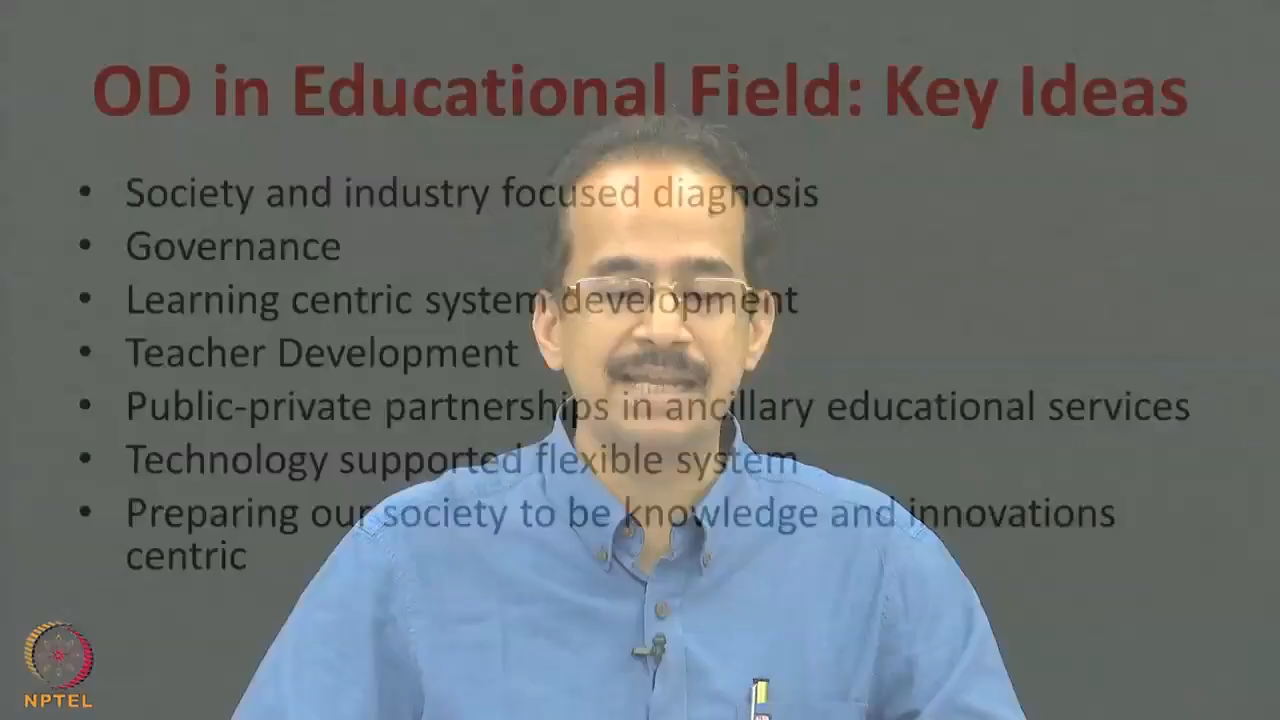 OD in Educational Field: Key Ideas
• Society and industry focused diagnosis
• Governance
• Learning centric system development
• Teacher Development
• Public-private partnerships in ancillary educational services
• Technology supported flexible system
• Preparing our society to be knowledge and innovations
centric
NPTEL